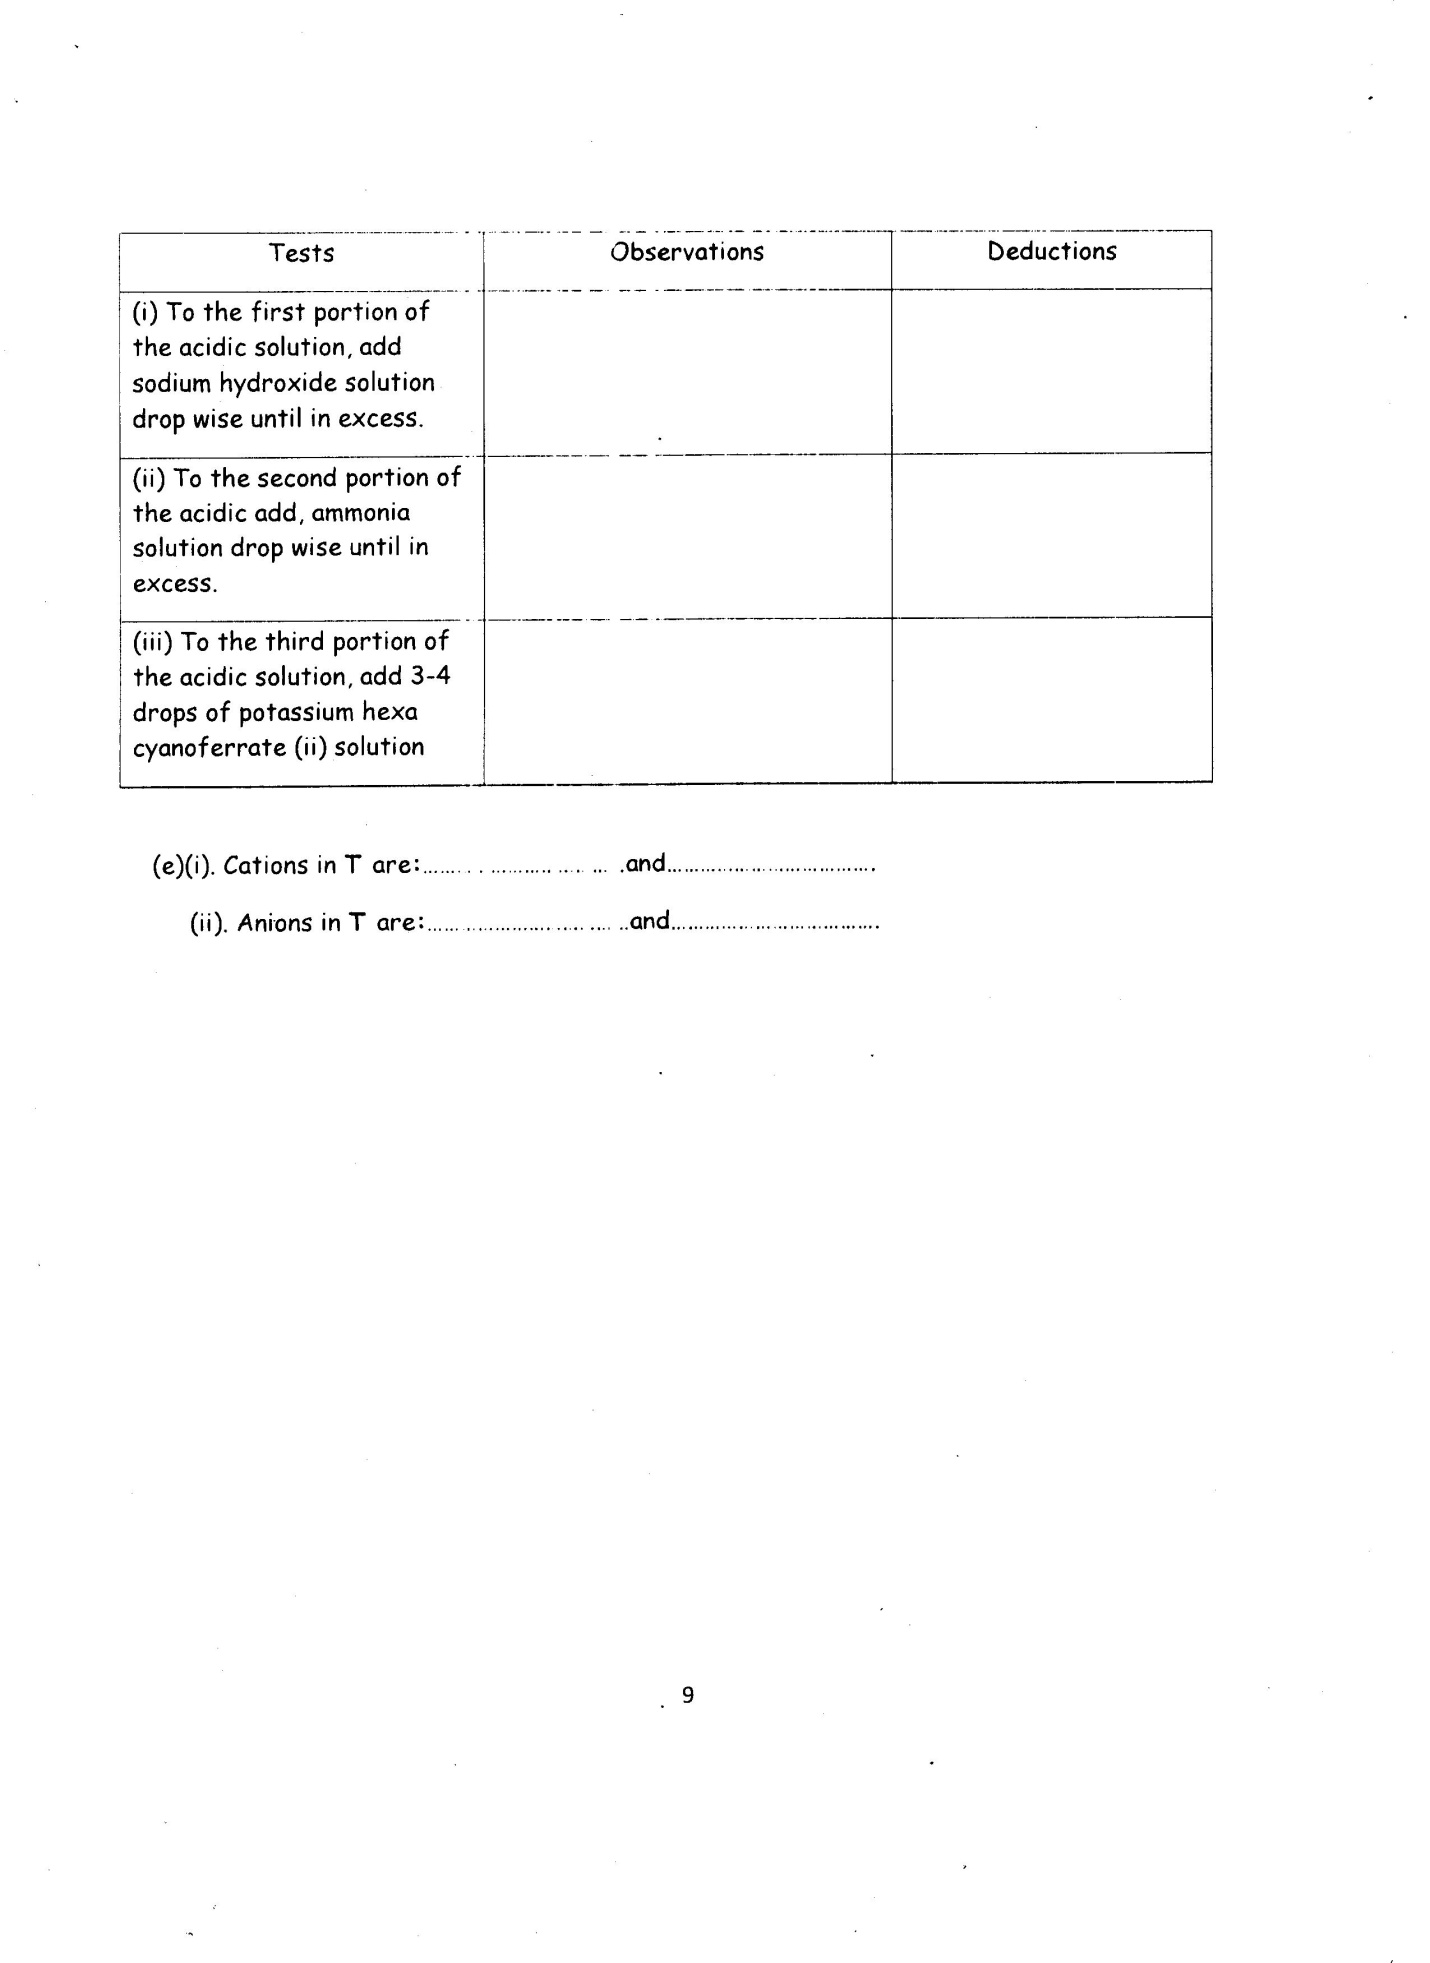 Tests
Observations
Deductions
(i) To the first portion of
the acidic solution, add
sodium hydroxide solution
drop wise until in excess.
(ii) To the second portion of
the acidic add, ammonia
solution drop wise until in
excess.
(iii) To the third portion of
the acidic solution, add 3-4
drops of potassium hexa
cyanoferrate (ii) solution
(e)(i). Cations in T are:....................................and....................................
(ii). Anions in T are:....................................and....................................
9